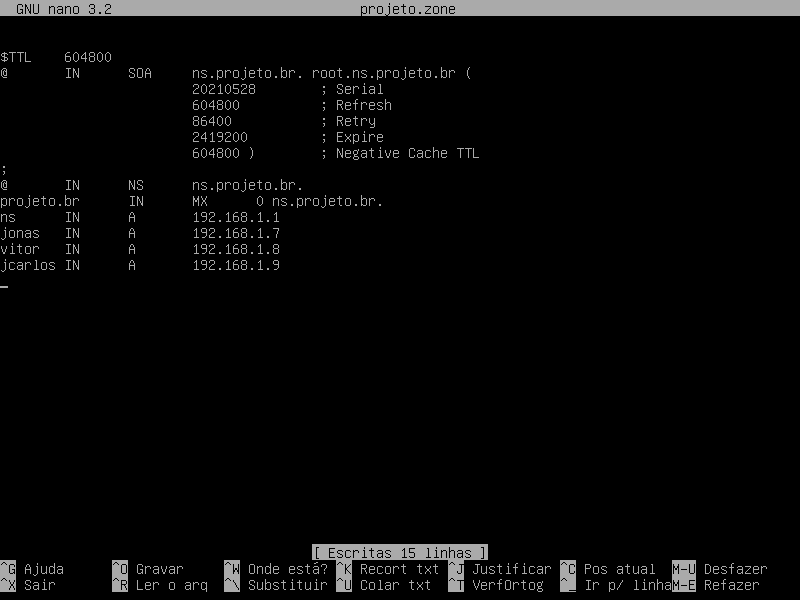 GNU nano 3.2 projeto.zone
$TTL 604800
@ IN SOA ns.projeto.br. root.ns.projeto.br (
20210528 ; Serial
604800 ; Refresh
86400 ; Retry
2419200 ; Expire
604800 ) ; Negative Cache TTL
;
@ IN NS ns.projeto.br.
projeto.br IN MX 0 ns.projeto.br.
ns IN A 192.168.1.1
jonas IN A 192.168.1.7
vitor IN A 192.168.1.8
jcarlos IN A 192.168.1.9
[ Escritas 15 linhas ]
^G Ajuda ^O Gravar ^W Onde está? ^K Recort txt ^J Justificar ^C Pos atual M-U Desfazer
^X Sair ^R Ler o arq ^\ Substituir ^U Colar txt ^T VerfOrtog ^_ Ir p/ linha M-E Refazer